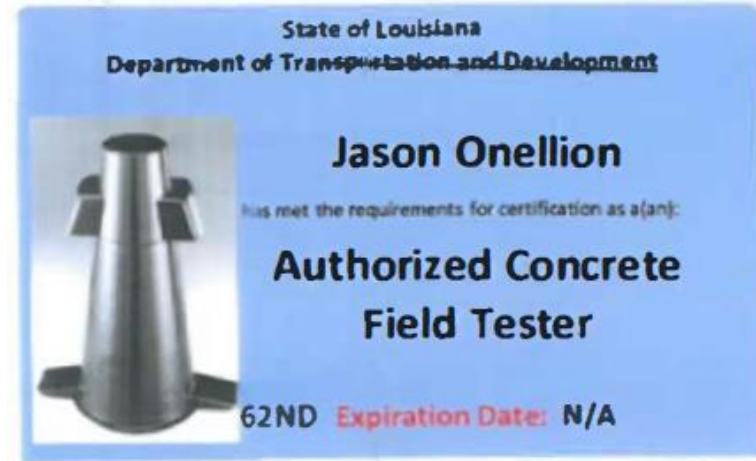 State of Louisiana
Department of Transportation and Development
Jason Onellion
has met the requirements for certification as a(an):
Authorized Concrete
Field Tester
62ND Expiration Date: N/A